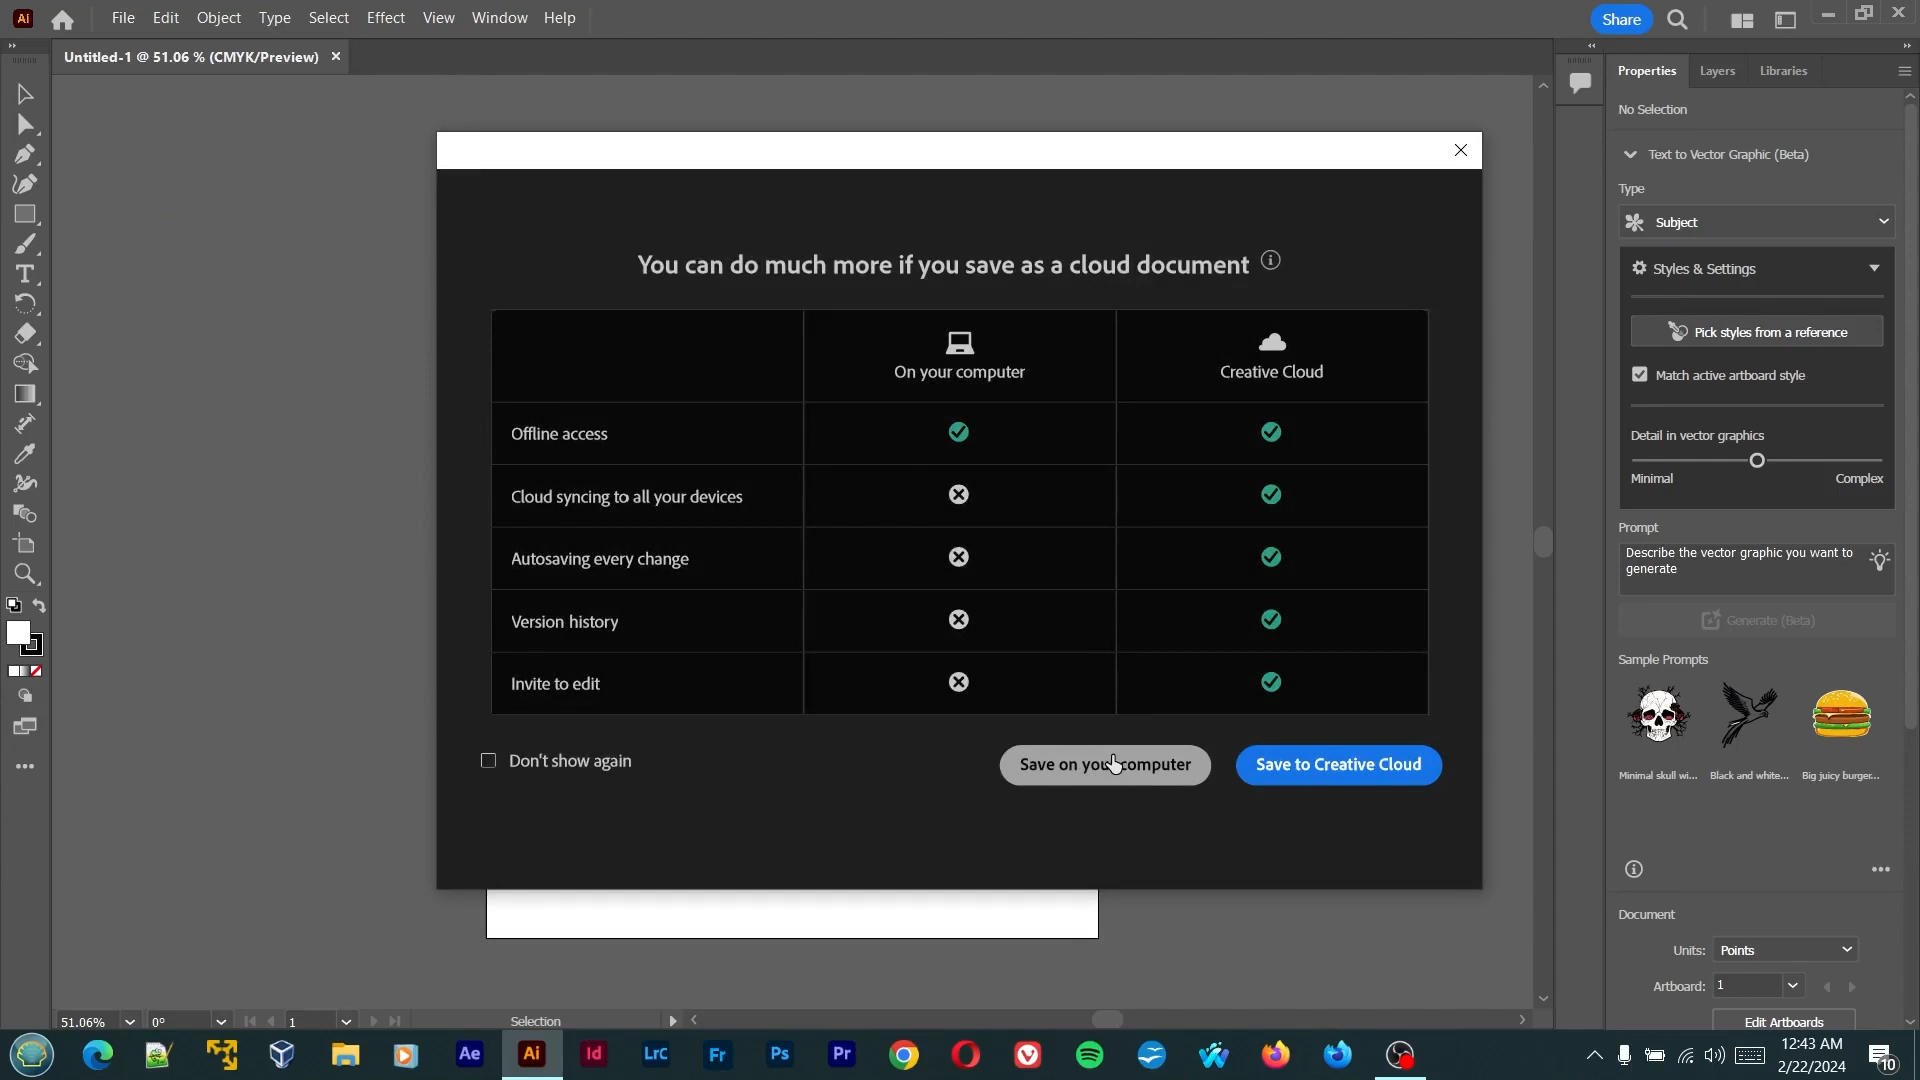 Ai
File Edit Object Type Select Effect View Window Help
Share
Untitled-1 @ 51.06 % (CMYK/Preview)
Properties Layers Libraries
No Selection
Text to Vector Graphic (Beta)
Type
Subject
Styles & Settings
Pick styles from a reference
Match active artboard style
Detail in vector graphics
Minimal Complex
Prompt
Describe the vector graphic you want to
generate
Generate (Beta)
Sample Prompts
Minimal skull wi... Black and white... Big juicy burger...
Document
Units: Points
Artboard: 1
Edit Artboards
You can do much more if you save as a cloud document
On your computer Creative Cloud
Offline access
Cloud syncing to all your devices
Autosaving every change
Version history
Invite to edit
Don't show again
Save on your computer
Save to Creative Cloud
51.06% 0° 1 Selection
Ae Ai Id LrC Fr Ps Pr
12:43 AM
2/22/2024
10